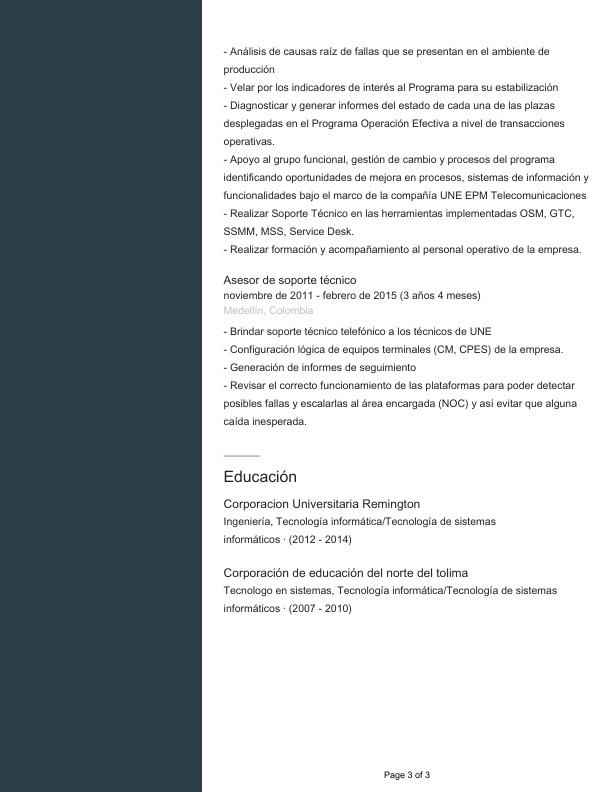 - Análisis de causas raíz de fallas que se presentan en el ambiente de
producción
- Velar por los indicadores de interés al Programa para su estabilización
- Diagnosticar y generar informes del estado de cada una de las plazas
desplegadas en el Programa Operación Efectiva a nivel de transacciones
operativas.
- Apoyo al grupo funcional, gestión de cambio y procesos del programa
identificando oportunidades de mejora en procesos, sistemas de información y
funcionalidades bajo el marco de la compañía UNE EPM Telecomunicaciones
- Realizar Soporte Técnico en las herramientas implementadas OSM, GTC,
SSMM, MSS, Service Desk.
- Realizar formación y acompañamiento al personal operativo de la empresa.
Asesor de soporte técnico
noviembre de 2011 - febrero de 2015 (3 años 4 meses)
Medellín, Colombia
- Brindar soporte técnico telefónico a los técnicos de UNE
- Configuración lógica de equipos terminales (CM, CPES) de la empresa.
- Generación de informes de seguimiento
- Revisar el correcto funcionamiento de las plataformas para poder detectar
posibles fallas y escalarlas al área encargada (NOC) y así evitar que alguna
caída inesperada.
Educación
Corporacion Universitaria Remington
Ingeniería, Tecnología informática/Tecnología de sistemas
informáticos · (2012 - 2014)
Corporación de educación del norte del tolima
Tecnologo en sistemas, Tecnología informática/Tecnología de sistemas
informáticos · (2007 - 2010)
Page 3 of 3